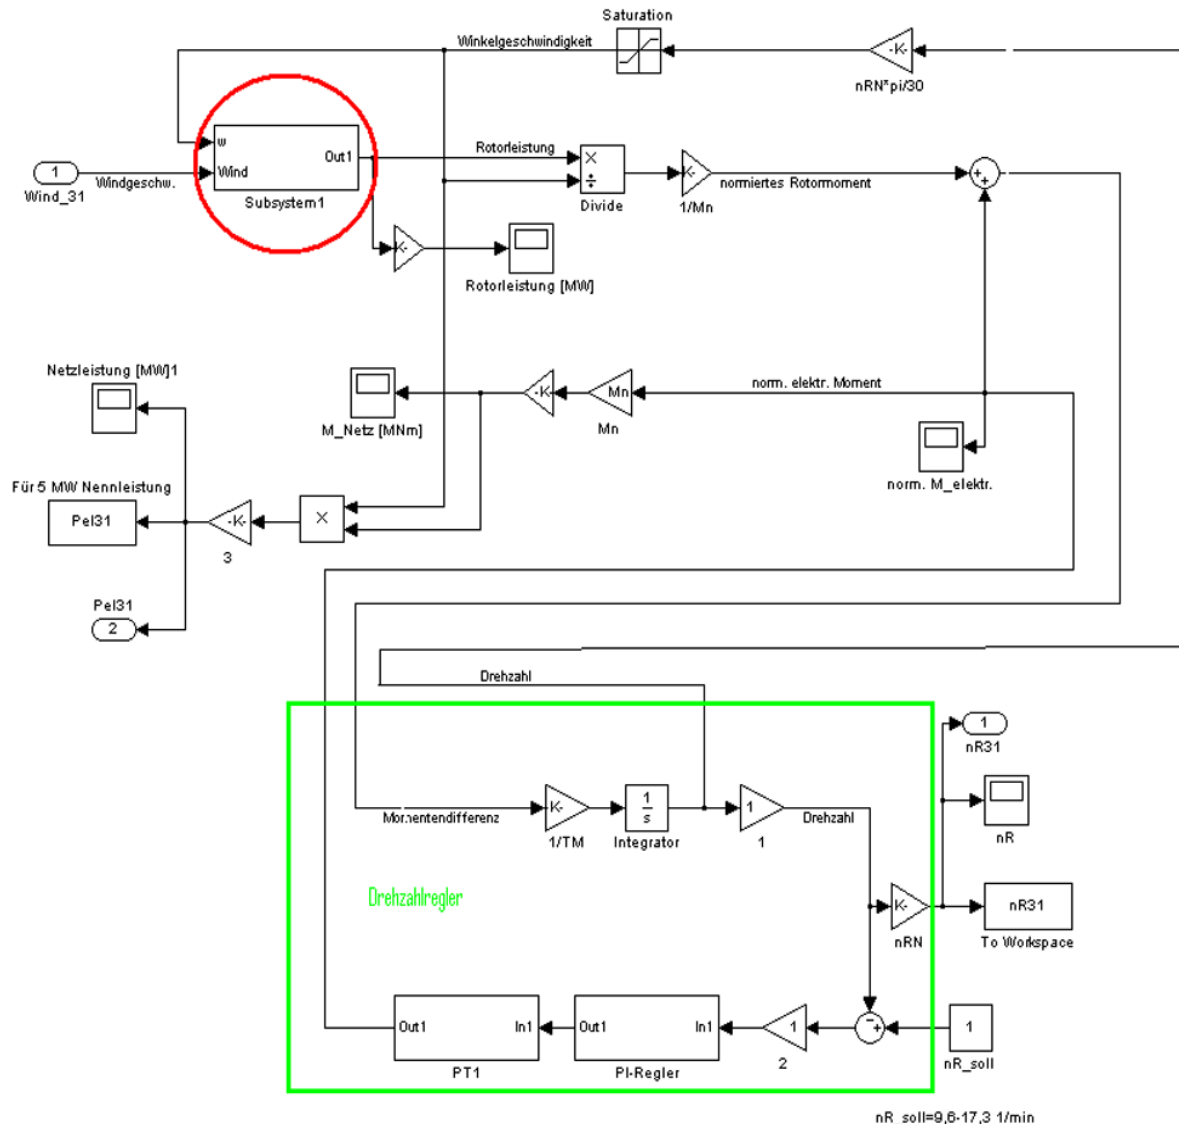 Saturation
Winkelgeschwindigkeit
-K-
nRN*pi/30
w
Out1
Wind
Subsystem1
1
Windgeschw.
Wind_31
Rotorleistung
×
÷
Divide
K-
1/Mn
normiertes Rotormoment
+
+
K-
Rotorleistung [MW]
Netzleistung [MW]1
M_Netz [MNm]
-K-
Mn
Mn
norm. elektr. Moment
norm. M_elektr.
Für 5 MW Nennleistung
Pel31
-K-
3
×
Pel31
2
Drehzahl
1
nR31
Momentendifferenz
K-
1/TM
1
s
Integrator
1
1
Drehzahl
nR
Drehzahlregler
K-
nRN
nR31
To Workspace
Out1
In1
PT1
Out1
In1
PI-Regler
1
2
-
+
1
nR_soll
nR_soll=9,6-17,3 1/min